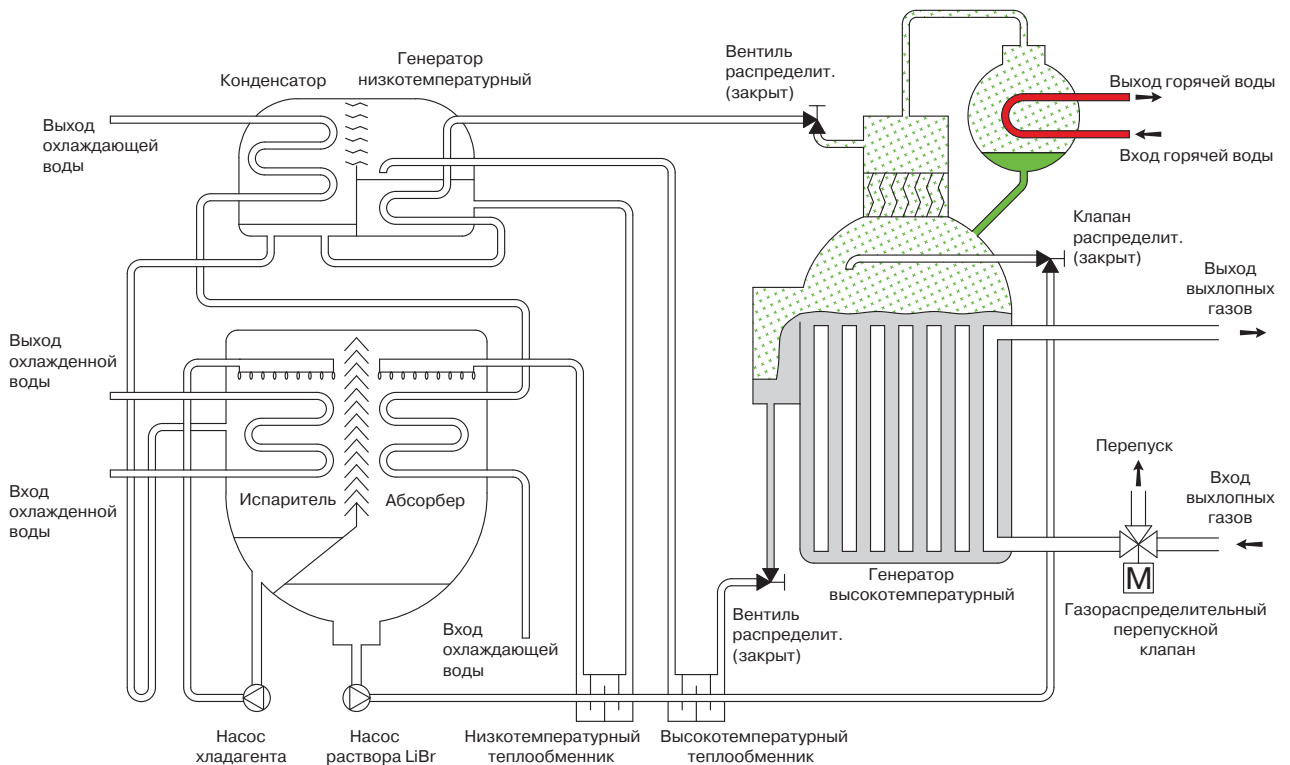 Конденсатор
Генератор
низкотемпературный
Вентиль
распределит.
(закрыт)
Выход горячей воды
Вход горячей воды
Выход
охлаждающей
воды
Клапан
распределит.
(закрыт)
Выход
выхлопных
газов
Выход
охлажденной
воды
Испаритель
Абсорбер
Вход
охлажденной
воды
Перепуск
Вход
выхлопных
газов
М
Генератор
высокотемпературный
Газораспределительный
перепускной
клапан
Вентиль
распределит.
(закрыт)
Вход
охлаждающей
воды
Насос
хладагента
Насос
раствора LiBr
Низкотемпературный
теплообменник
Высокотемпературный
теплообменник